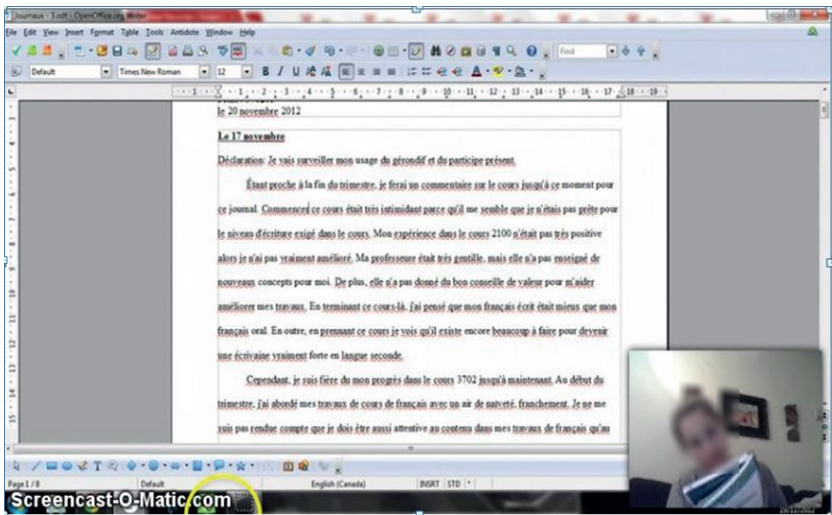 Journaux - 3.odt - OpenOffice.org Writer
File Edit View Insert Format Table Tools Antidote Window Help
Find
Default Times New Roman 12 B I U
le 20 novembre 2012
Le 17 novembre
Déclaration: Je vais surveiller mon usage du gérondif et du participe présent.
Étant proche à la fin du trimestre, je ferai un commentaire sur le cours jusqu'à ce moment pour
ce journal. Commencer ce cours était très intimidant parce qu'il me semble que je n'étais pas prête pour
le niveau d'écriture exigé dans le cours. Mon expérience dans le cours 2100 n'était pas très positive
alors je n'ai pas vraiment amélioré. Ma professeure était très gentille, mais elle n'a pas enseigné de
nouveaux concepts pour moi. De plus, elle n'a pas donné du bon conseille de valeur pour m'aider
améliorer mes travaux. En terminant ce cours-là, j'ai pensé que mon français écrit était mieux que mon
français oral. En outre, en prennant ce cours je vois qu'il existe encore beaucoup à faire pour devenir
une écrivaine vraiment forte en langue seconde.
Cependant, je suis fière du mon progrès dans le cours 3702 jusqu'à maintenant. Au début du
trimestre, j'ai abordé mes travaux de cours de français avec un air de naïveté, franchement. Je ne me
suis pas rendue compte que je dois être aussi attentive au contenu dans mes travaux de français qu'au
Page 1 / 8 Default English (Canada) INSRT STD *
Screencast-O-Matic.com